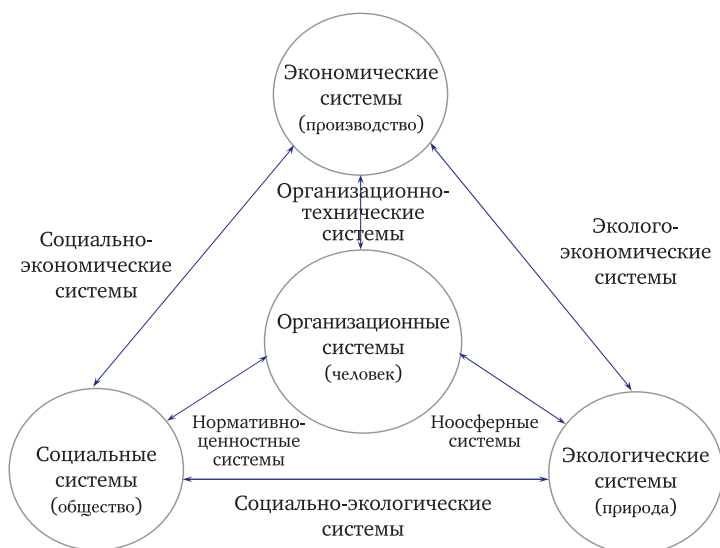 Экономические
системы
(производство)
Организационно-
технические
системы
Социально-
экономические
системы
Эколого-
экономические
системы
Организационные
системы
(человек)
Нормативно-
ценностные
системы
Ноосферные
системы
Социальные
системы
(общество)
Экологические
системы
(природа)
Социально-экологические
системы